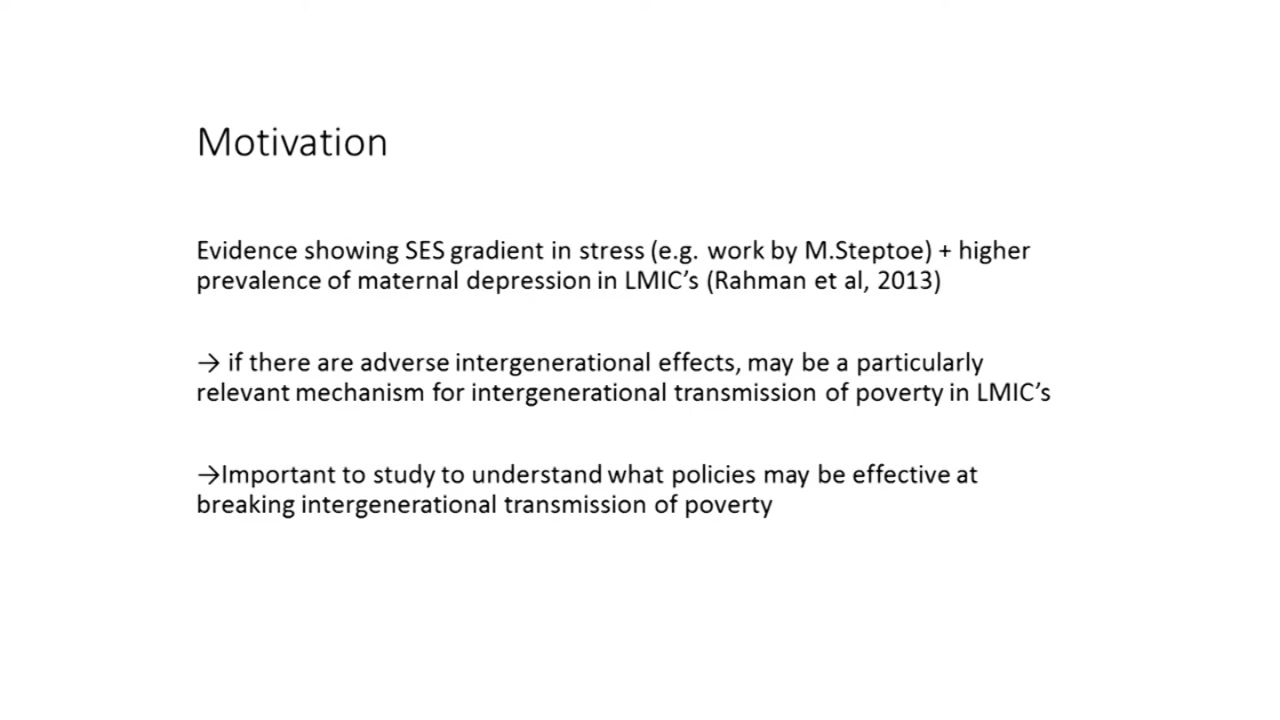 Motivation
Evidence showing SES gradient in stress (e.g. work by M.Steptoe) + higher
prevalence of maternal depression in LMIC’s (Rahman et al, 2013)
→ if there are adverse intergenerational effects, may be a particularly
relevant mechanism for intergenerational transmission of poverty in LMIC’s
→Important to study to understand what policies may be effective at
breaking intergenerational transmission of poverty